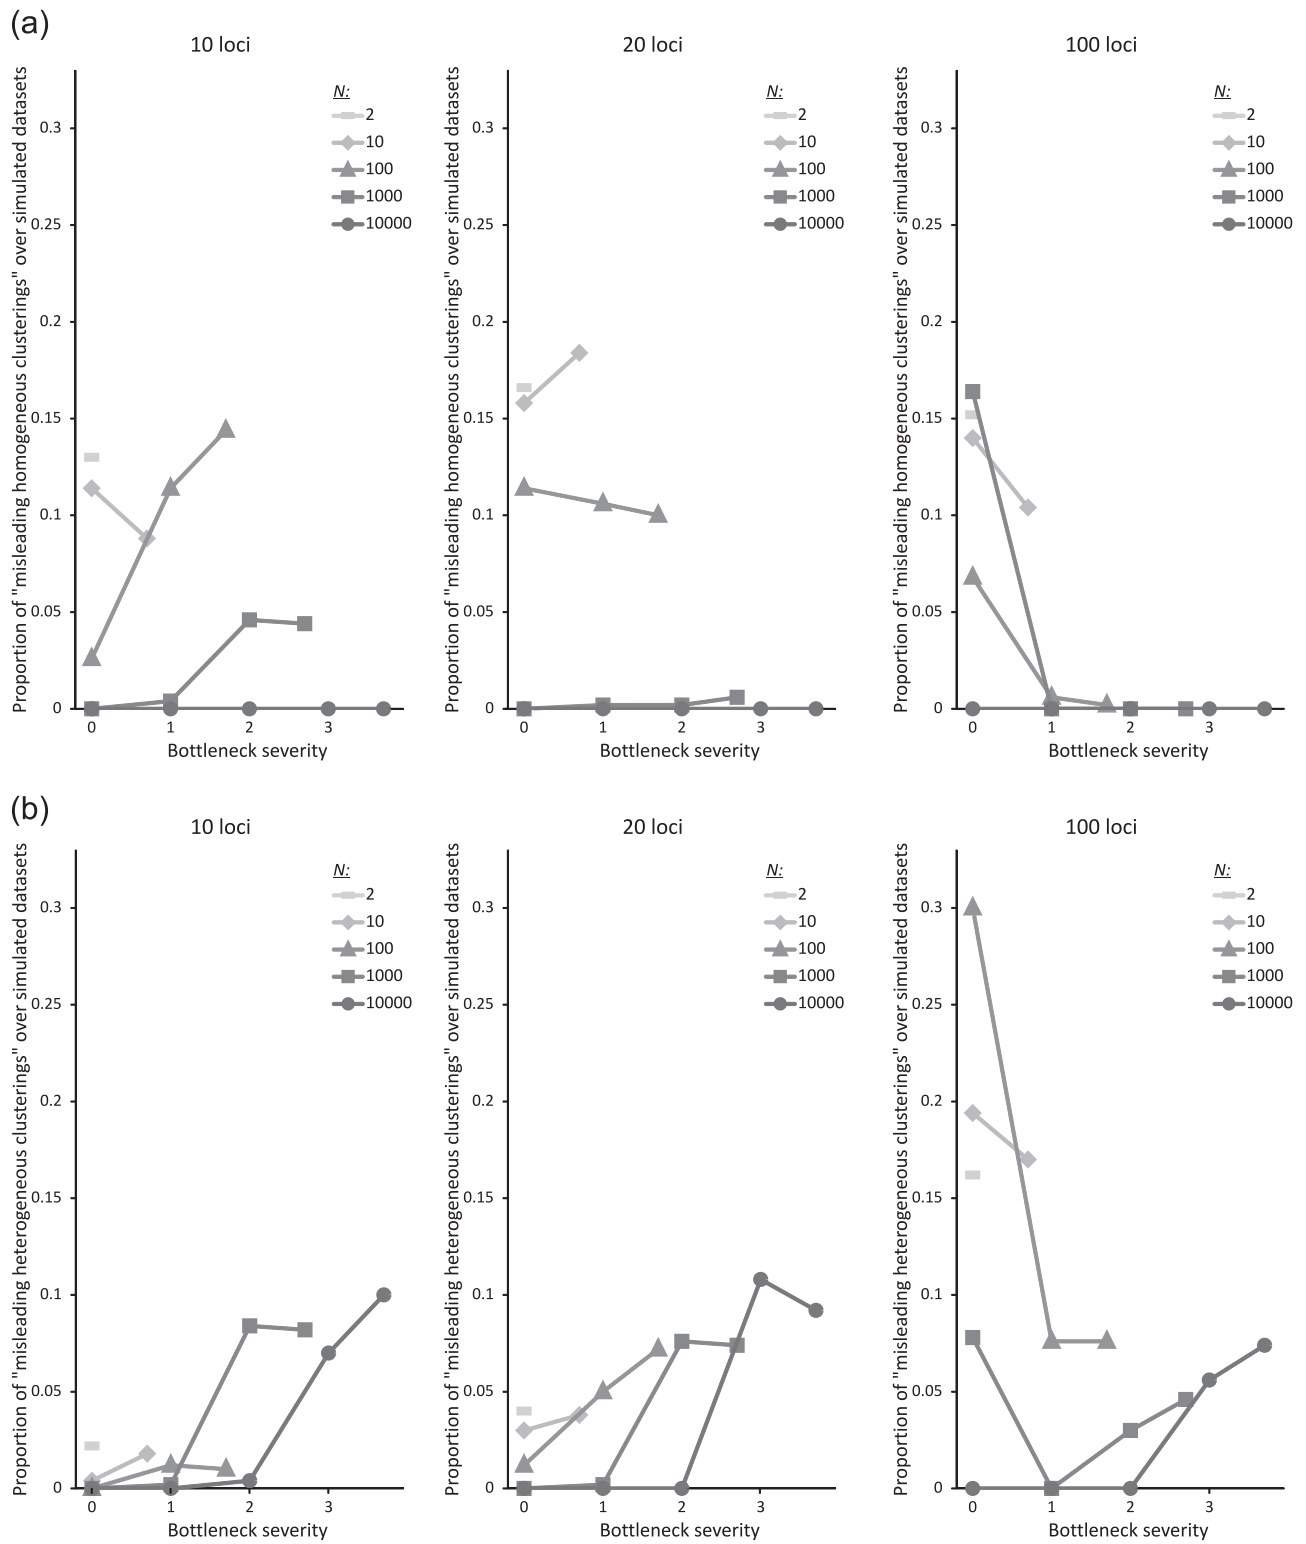 (a)
10 loci
Proportion of "misleading homogeneous clusterings" over simulated datasets
0.3
0.25
0.2
0.15
0.1
0.05
0
0 1 2 3
Bottleneck severity
N:
2
10
100
1000
10000
20 loci
Proportion of "misleading homogeneous clusterings" over simulated datasets
0.3
0.25
0.2
0.15
0.1
0.05
0
0 1 2 3
Bottleneck severity
N:
2
10
100
1000
10000
100 loci
Proportion of "misleading homogeneous clusterings" over simulated datasets
0.3
0.25
0.2
0.15
0.1
0.05
0
0 1 2 3
Bottleneck severity
N:
2
10
100
1000
10000
(b)
10 loci
Proportion of "misleading heterogeneous clusterings" over simulated datasets
0.3
0.25
0.2
0.15
0.1
0.05
0
0 1 2 3
Bottleneck severity
N:
2
10
100
1000
10000
20 loci
Proportion of "misleading heterogeneous clusterings" over simulated datasets
0.3
0.25
0.2
0.15
0.1
0.05
0
0 1 2 3
Bottleneck severity
N:
2
10
100
1000
10000
100 loci
Proportion of "misleading heterogeneous clusterings" over simulated datasets
0.3
0.25
0.2
0.15
0.1
0.05
0
0 1 2 3
Bottleneck severity
N:
2
10
100
1000
10000